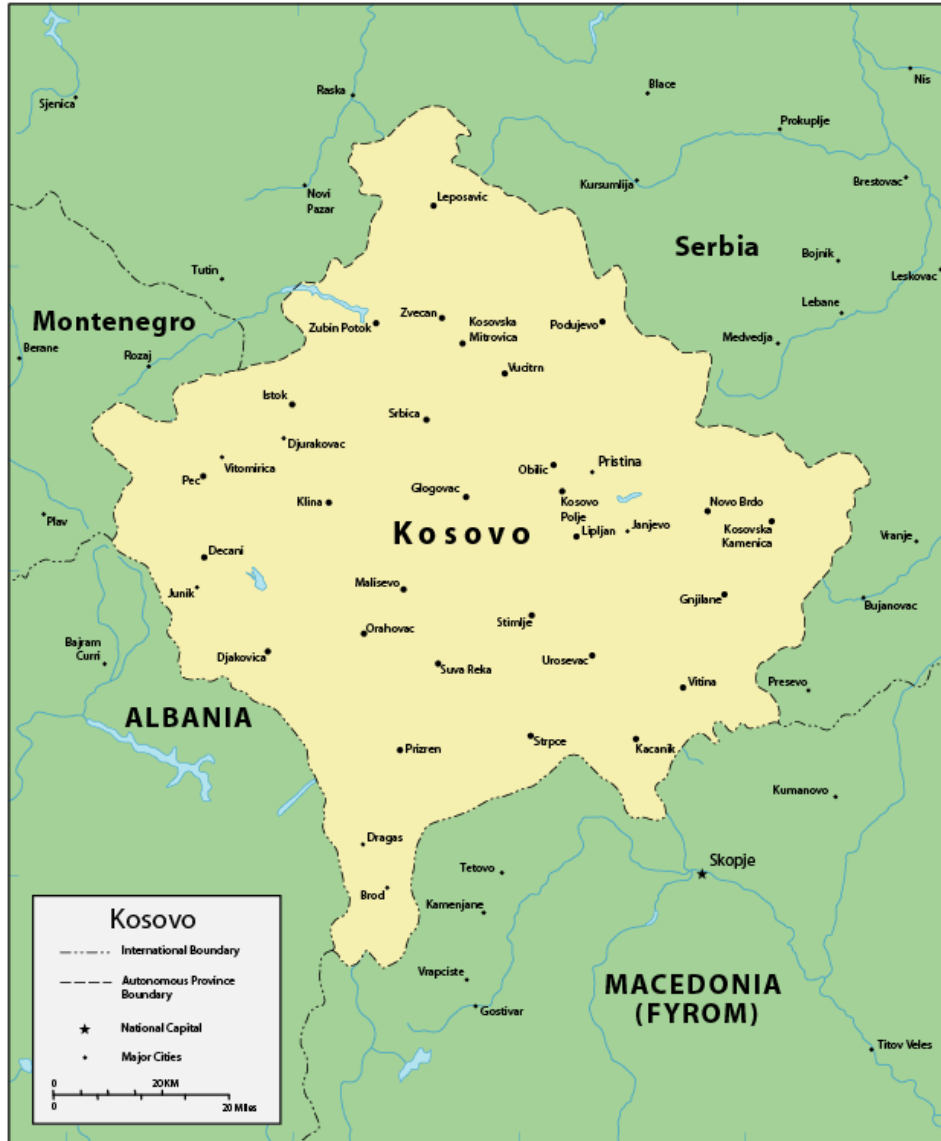 Blace
Nis
Raska
Sjenica
Prokuplje
Kursumlija
Brestovac
Novi
Pazar
Leposavic
Serbia
Bojnik
Tutin
Leskovac
Lebane
Montenegro
Zvecan
Kosovska
Mitrovica
Podujevo
Zubin Potok
Medvedja
Berane
Rozaj
Vucitrn
Istok
Srbica
Djurakovac
Vitomirica
Obilic
Pristina
Pec
Klina
Glogovac
Kosovo
Polje
Novo Brdo
Plav
Kosovo
Lipljan
Janjevo
Kosovska
Kamenica
Vranje
Decani
Junik
Malisevo
Gnjilane
Bujanovac
Stimlje
Orahovac
Bajram
Curri
Djakovica
Suva Reka
Urosevac
Vitina
Presevo
ALBANIA
Prizren
Strpce
Kacanik
Kumanovo
Dragas
Tetovo
Skopje
Brod
Kamenjane
Vrapciste
MACEDONIA
(FYROM)
Gostivar
Titov Veles
Kosovo
International Boundary
Autonomous Province
Boundary
National Capital
Major Cities
0 20KM
0 20 Miles